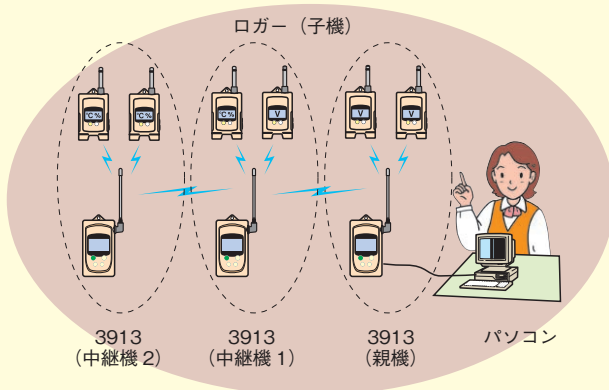 ロガー（子機）
℃% ℃% ℃% V V V
3913
（中継機 2）
3913
（中継機 1）
3913
（親機）
パソコン